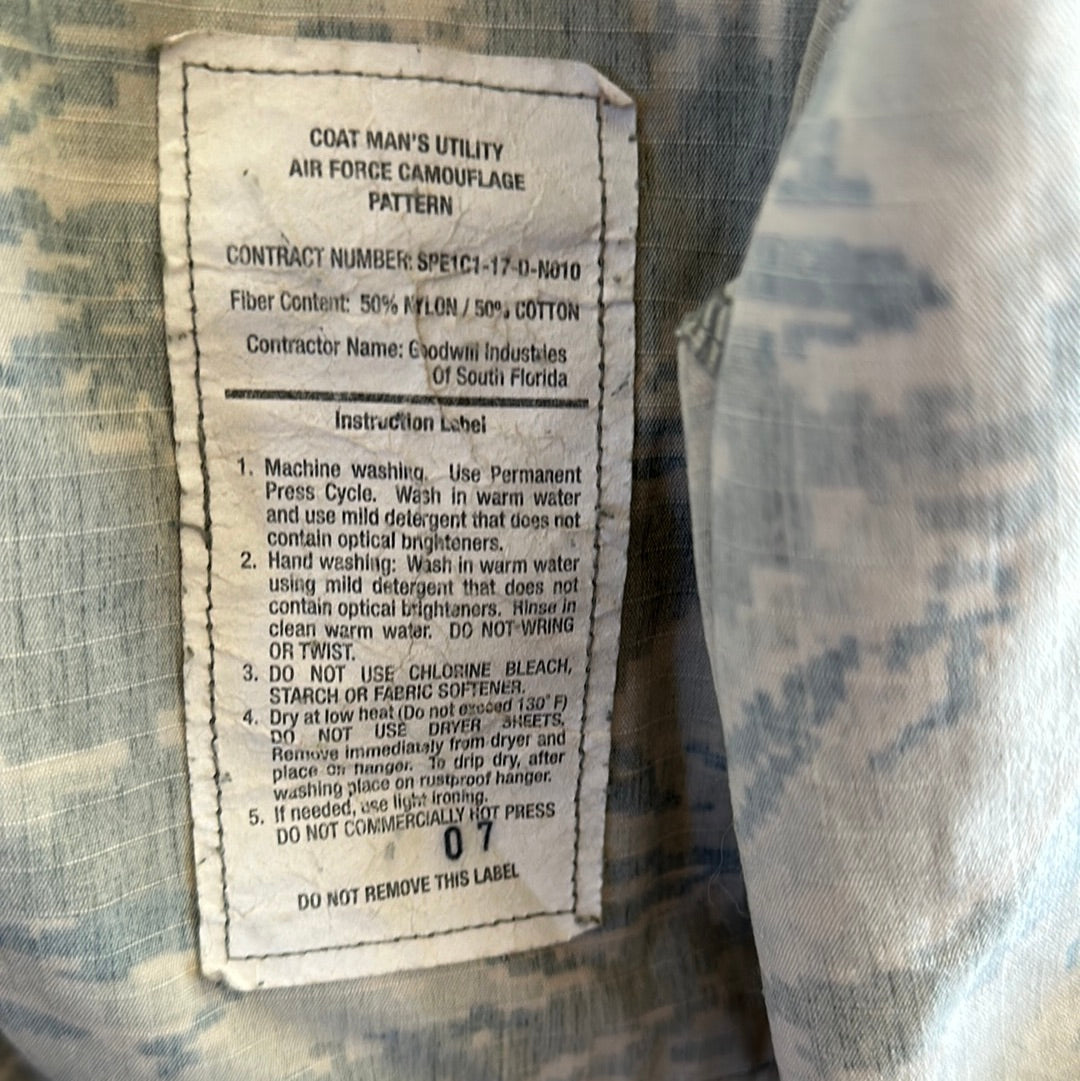 COAT MAN'S UTILITY
AIR FORCE CAMOUFLAGE
PATTERN
CONTRACT NUMBER: SPE1C1-17-D-N010
Fiber Content: 50% NYLON / 50% COTTON
Contractor Name: Goodwill Industries
Of South Florida
Instruction Label
1. Machine washing. Use Permanent
Press Cycle. Wash in warm water
and use mild detergent that does not
contain optical brighteners.
2. Hand washing: Wash in warm water
using mild detergent that does not
contain optical brighteners. Rinse in
clean warm water. DO NOT WRING
OR TWIST.
3. DO NOT USE CHLORINE BLEACH,
STARCH OR FABRIC SOFTENER.
4. Dry at low heat (Do not exceed 130° F)
DO NOT USE DRYER SHEETS.
Remove immediately from dryer and
place on hanger. To drip dry, after
washing place on rustproof hanger.
5. If needed, use light ironing.
DO NOT COMMERCIALLY HOT PRESS
07
DO NOT REMOVE THIS LABEL